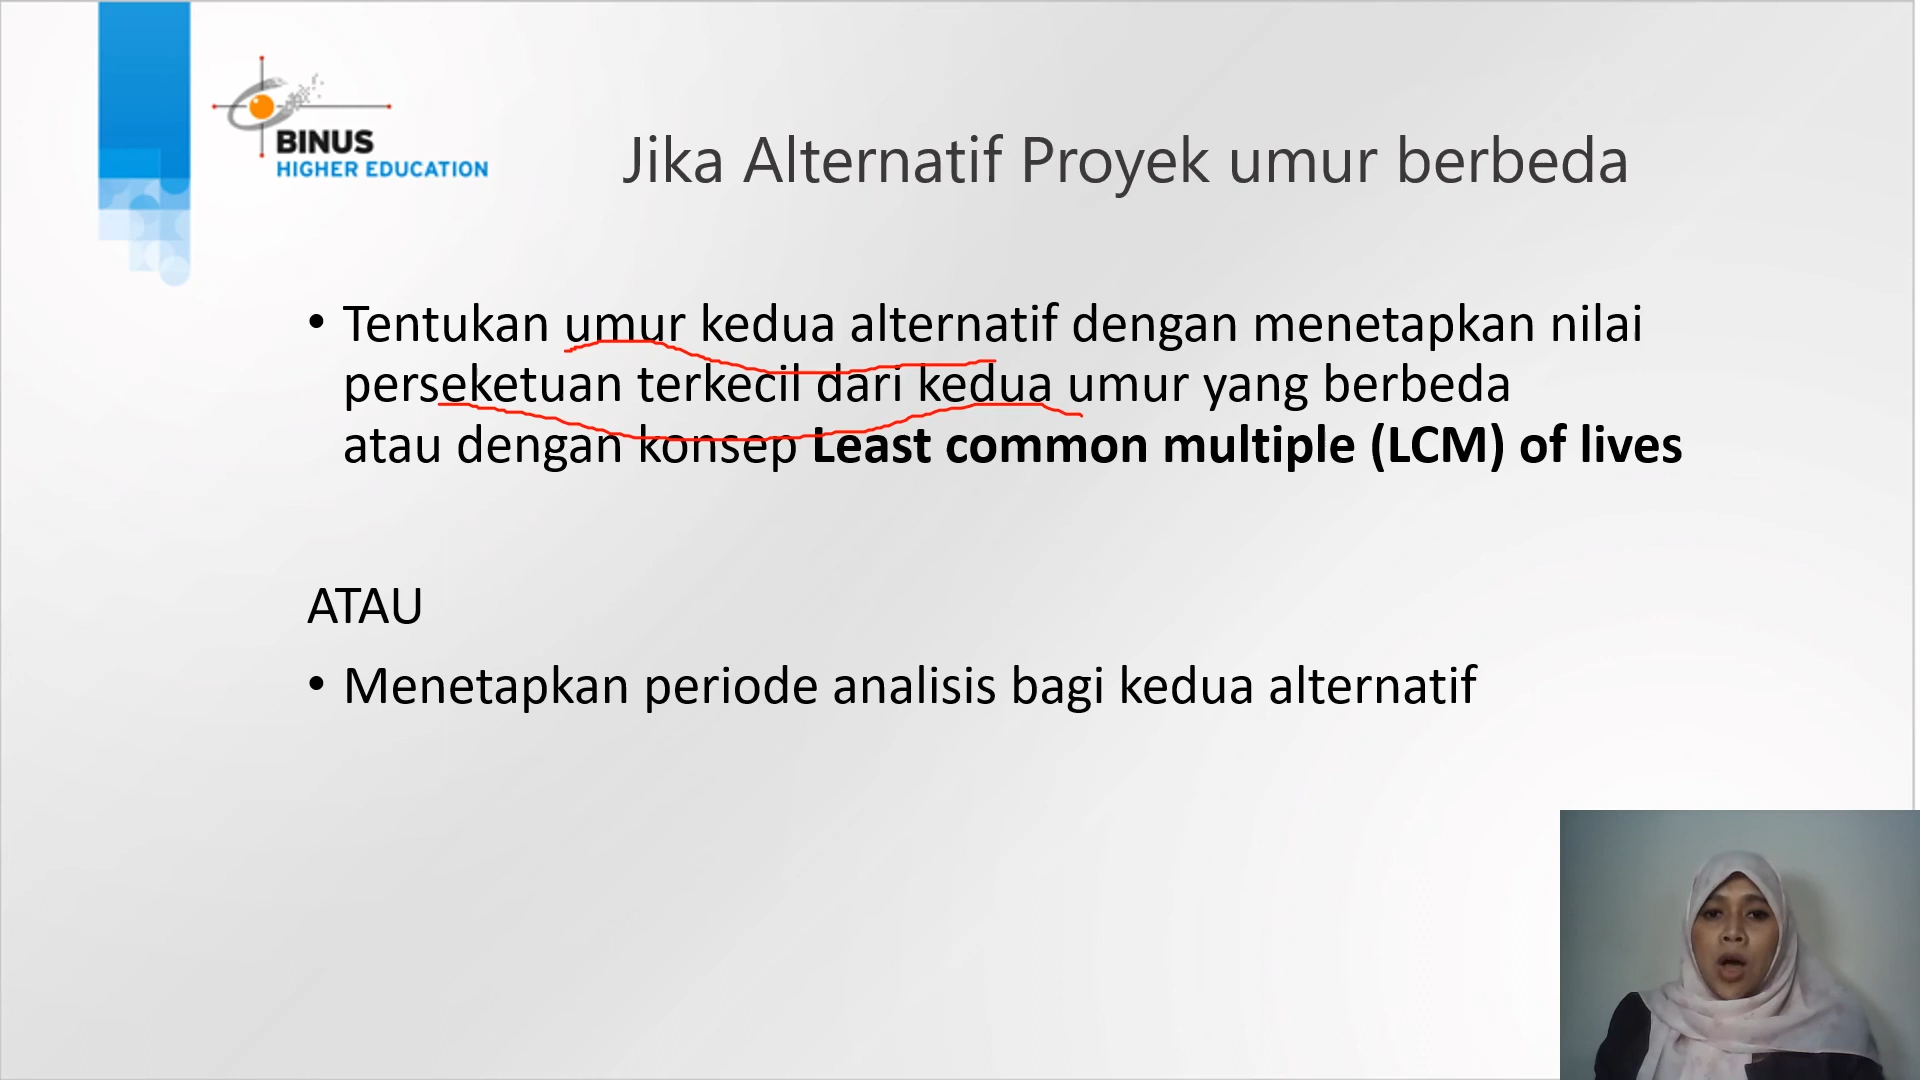 BINUS
HIGHER EDUCATION
Jika Alternatif Proyek umur berbeda
• Tentukan umur kedua alternatif dengan menetapkan nilai
perseketuan terkecil dari kedua umur yang berbeda
atau dengan konsep Least common multiple (LCM) of lives
ATAU
• Menetapkan periode analisis bagi kedua alternatif